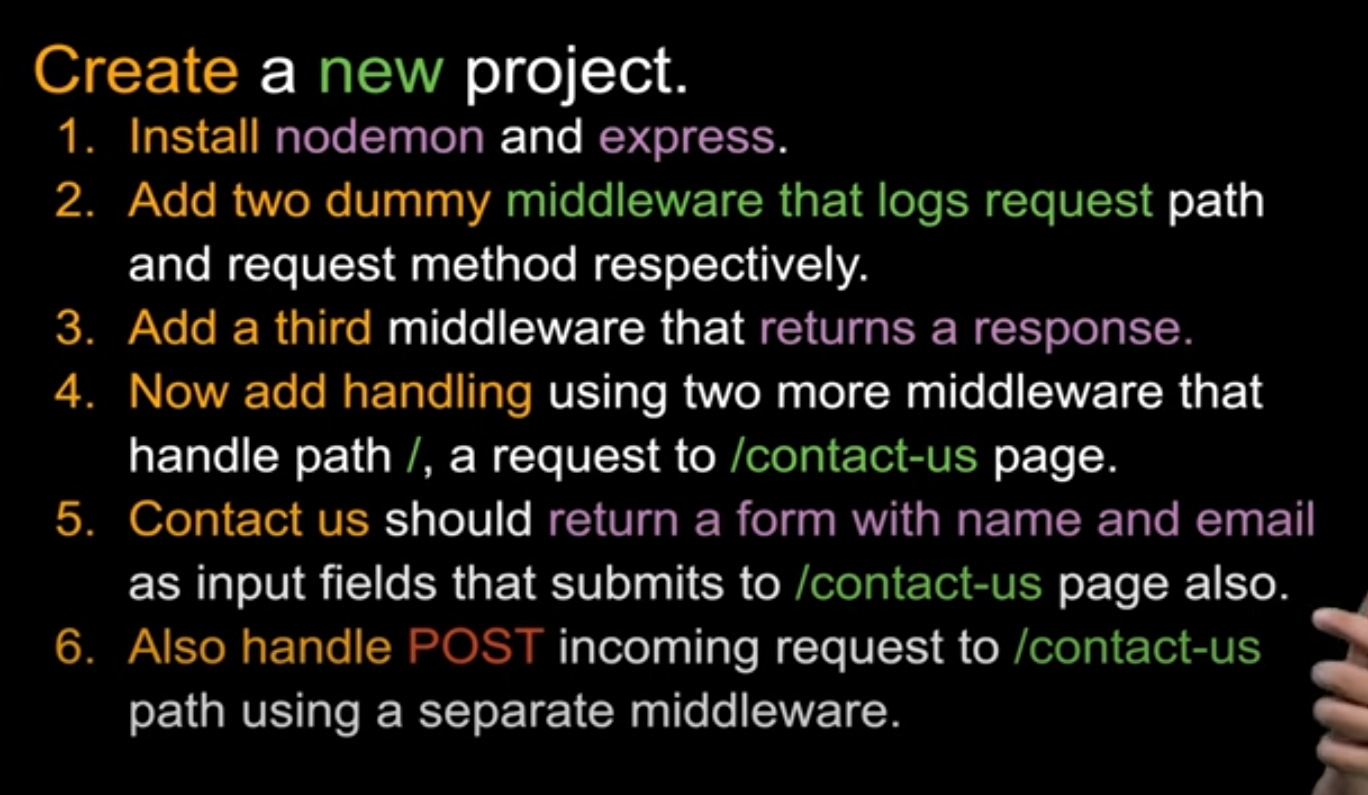 Create a new project.
1. Install nodemon and express.
2. Add two dummy middleware that logs request path
and request method respectively.
3. Add a third middleware that returns a response.
4. Now add handling using two more middleware that
handle path /, a request to /contact-us page.
5. Contact us should return a form with name and email
as input fields that submits to /contact-us page also.
6. Also handle POST incoming request to /contact-us
path using a separate middleware.